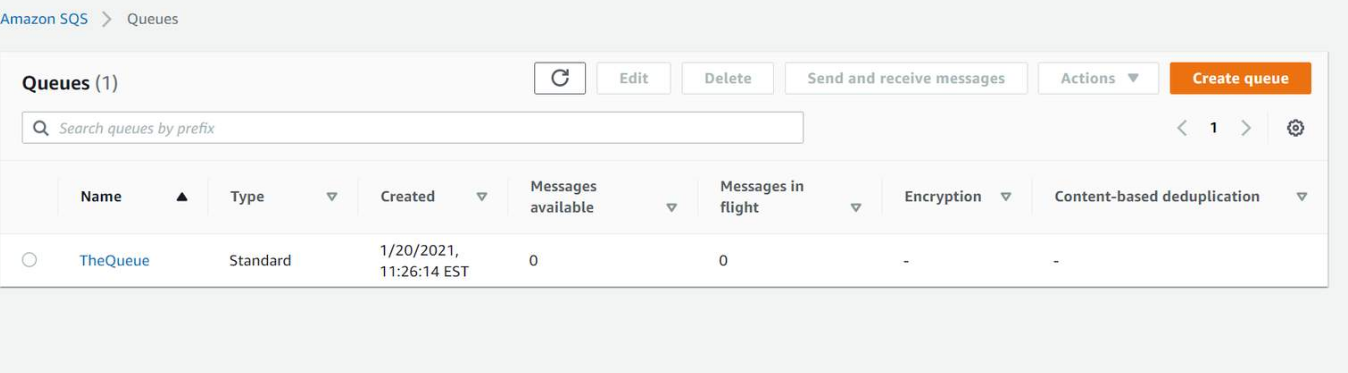 Amazon SQS > Queues
Queues (1)
Edit Delete Send and receive messages Actions Create queue
Search queues by prefix
1
Name Type Created Messages available Messages in flight Encryption Content-based deduplication
TheQueue Standard 1/20/2021, 11:26:14 EST 0 0 - -